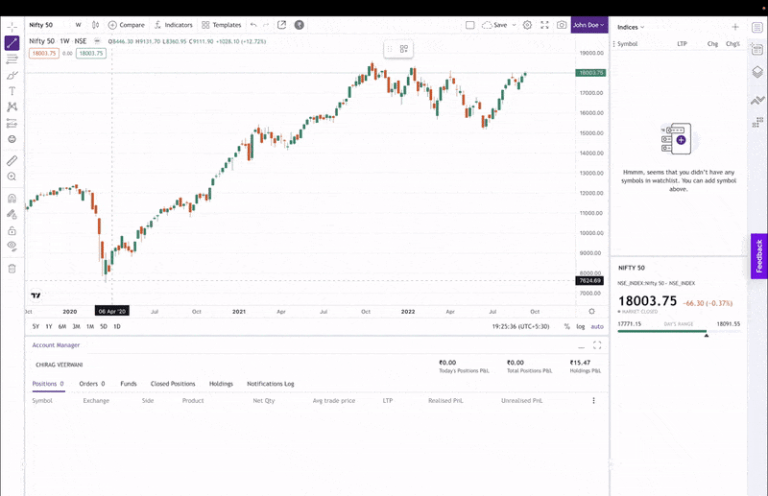 Nifty 50 W Compare Indicators Templates Save John Doe
Nifty 50 1W NSE O8446.30 H9131.70 L8360.95 C9111.90 +1028.10 (+12.72%)
18003.75 0.00 18003.75
19000.00
18003.75
17000.00
16000.00
15000.00
14000.00
13000.00
12000.00
11000.00
10000.00
9000.00
8000.00
7624.69
7000.00
Oct 2020 06 Apr '20 Jul Oct 2021 Apr Jul Oct 2022 Apr Jul Oct
5Y 1Y 6M 3M 1M 5D 1D 19:25:36 (UTC+5:30) % log auto
Account Manager
CHIRAG VEERWANI
₹0.00 ₹0.00 ₹15.47
Today's Positions P&L Total Positions P&L Holdings P&L
Positions 0 Orders 0 Funds Closed Positions Holdings Notifications Log
Symbol Exchange Side Product Net Qty Avg trade price LTP Realised PnL Unrealised PnL
Indices
Symbol LTP Chg Chg%
Hmmm, seems that you didn't have any
symbols in watchlist. You can add symbol
above.
Feedback
NIFTY 50
NSE_INDEX:Nifty 50 - NSE_INDEX
18003.75 -66.30 (-0.37%)
MARKET CLOSED
17771.15 DAY'S RANGE 18091.55